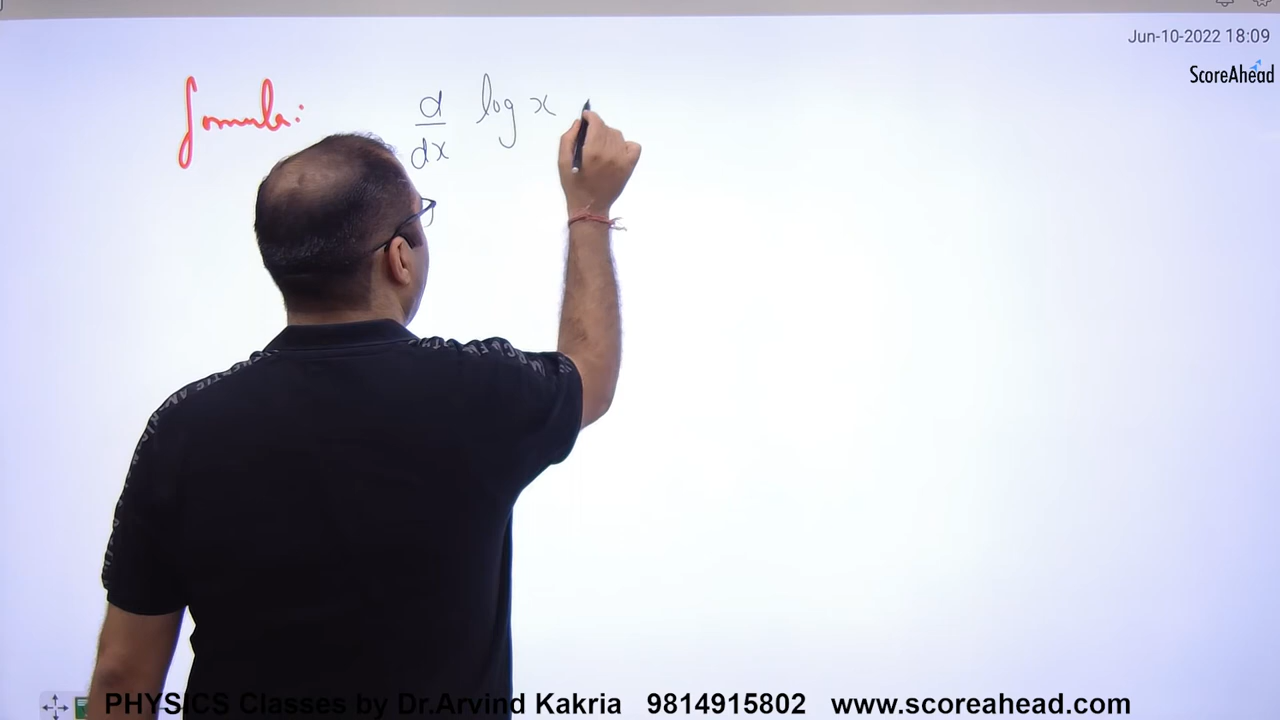 Jun-10-2022 18:09
ScoreAhead
formula:
d/dx log x
PHYSICS Classes by Dr.Arvind Kakria 9814915802 www.scoreahead.com